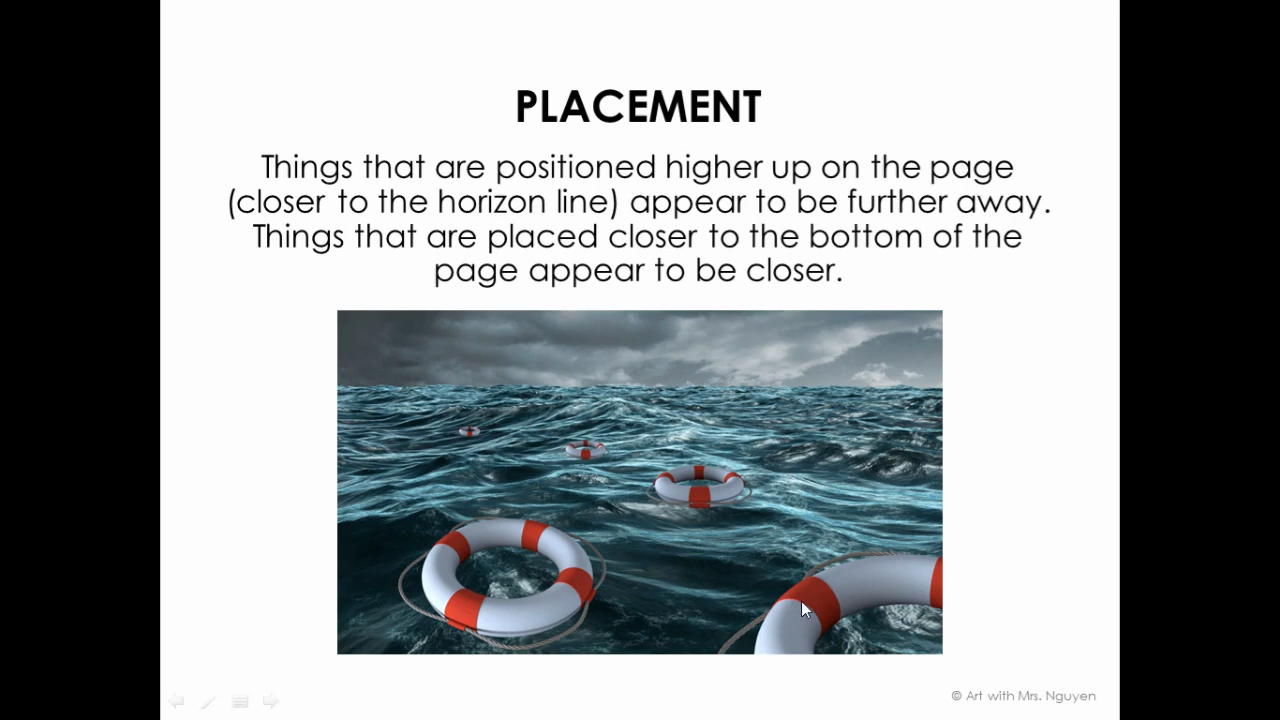 PLACEMENT
Things that are positioned higher up on the page
(closer to the horizon line) appear to be further away.
Things that are placed closer to the bottom of the
page appear to be closer.
© Art with Mrs. Nguyen